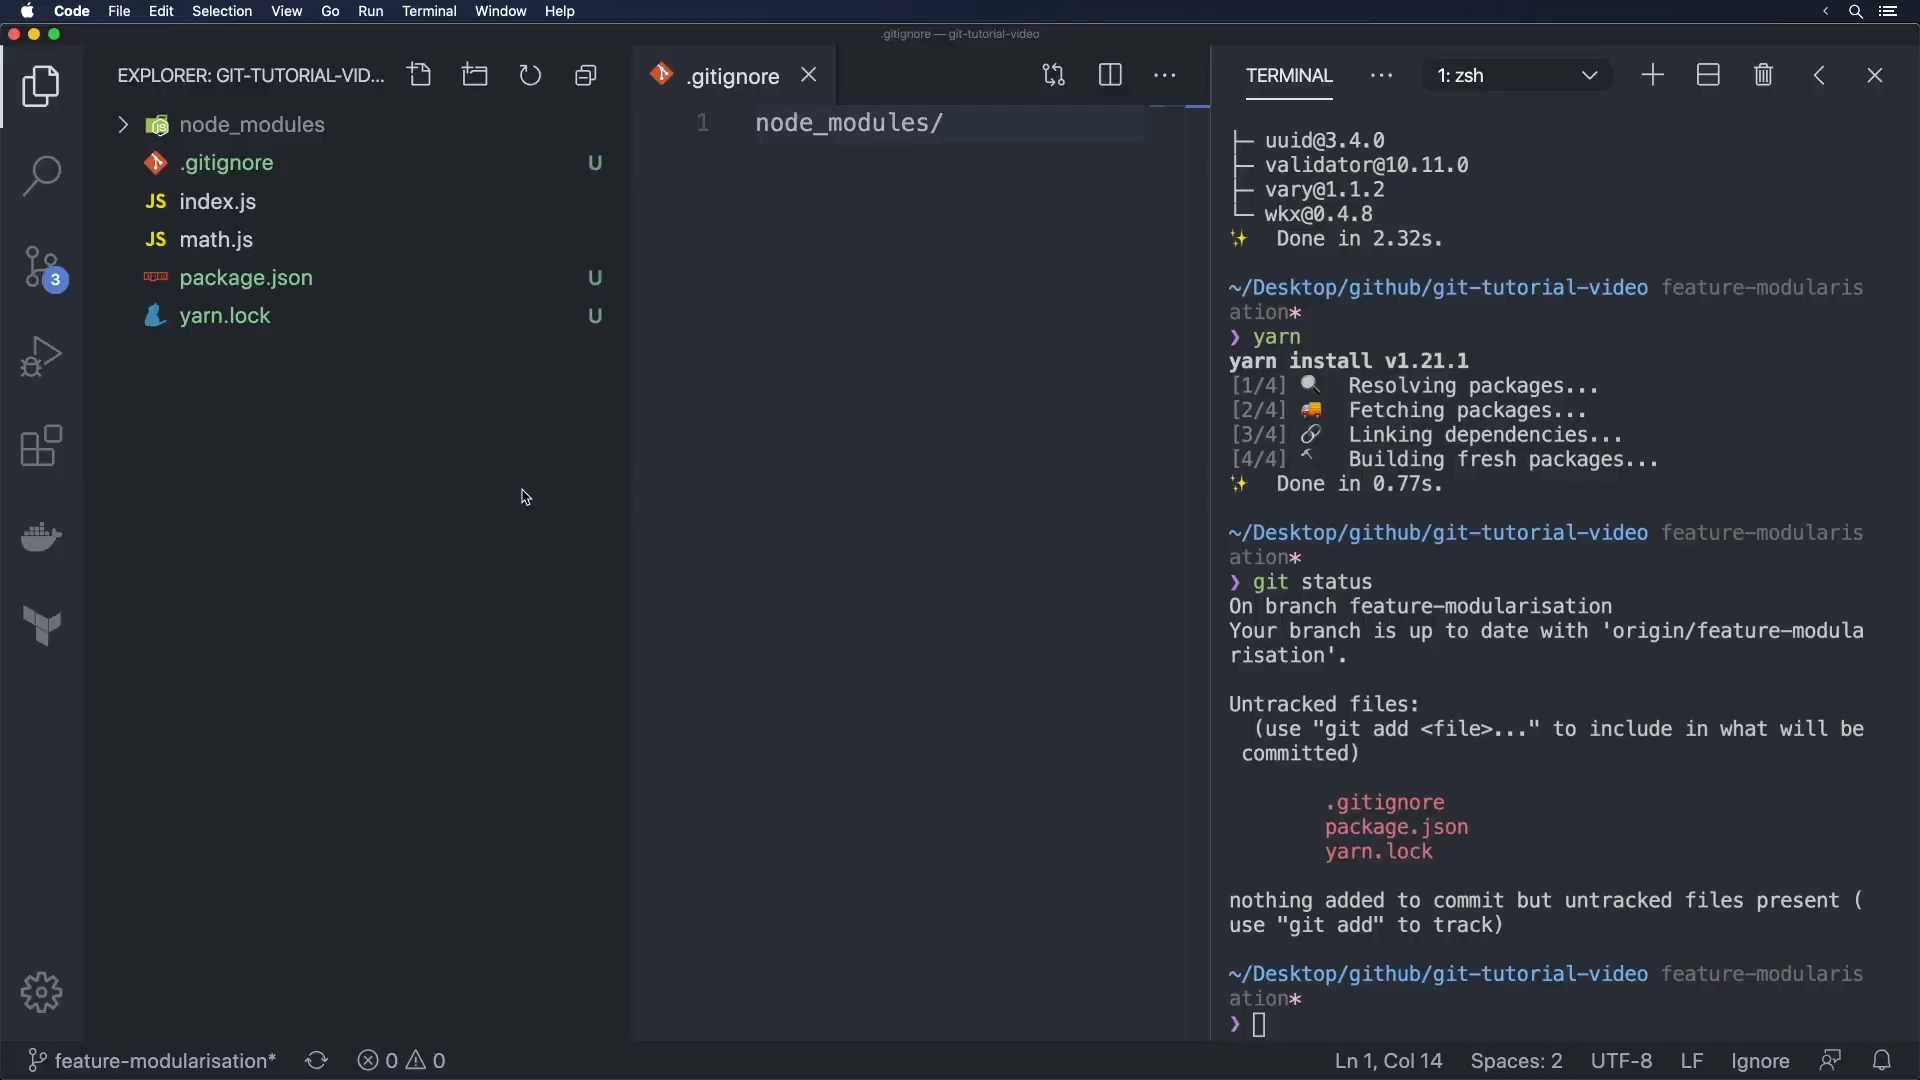 Code File Edit Selection View Go Run Terminal Window Help
.gitignore — git-tutorial-video
EXPLORER: GIT-TUTORIAL-VID...
node_modules
.gitignore U
JS index.js
JS math.js
package.json U
yarn.lock U
3
.gitignore
1 node_modules/
TERMINAL 1: zsh
├─ uuid@3.4.0
├─ validator@10.11.0
├─ vary@1.1.2
└─ wkx@0.4.8
✨ Done in 2.32s.
~/Desktop/github/git-tutorial-video feature-modularis
ation*
❯ yarn
yarn install v1.21.1
[1/4] 🔍 Resolving packages...
[2/4] 🚚 Fetching packages...
[3/4] 🔗 Linking dependencies...
[4/4] 🔨 Building fresh packages...
✨ Done in 0.77s.
~/Desktop/github/git-tutorial-video feature-modularis
ation*
❯ git status
On branch feature-modularisation
Your branch is up to date with 'origin/feature-modula
risation'.
Untracked files:
(use "git add <file>..." to include in what will be
committed)
.gitignore
package.json
yarn.lock
nothing added to commit but untracked files present (
use "git add" to track)
~/Desktop/github/git-tutorial-video feature-modularis
ation*
❯
feature-modularisation* 0 0 Ln 1, Col 14 Spaces: 2 UTF-8 LF Ignore